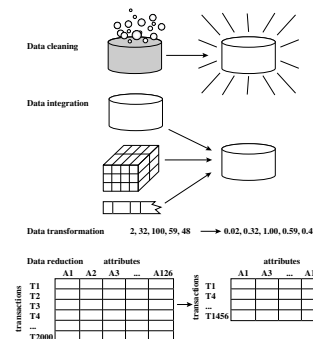 Data cleaning
Data integration
Data transformation 2, 32, 100, 59, 48 0.02, 0.32, 1.00, 0.59, 0.4
Data reduction attributes attributes
A1 A2 A3 ... A126 A1 A3 ... A1
transactions
T1
T2
T3
T4
...
T2000
transactions
T1
T4
...
T1456